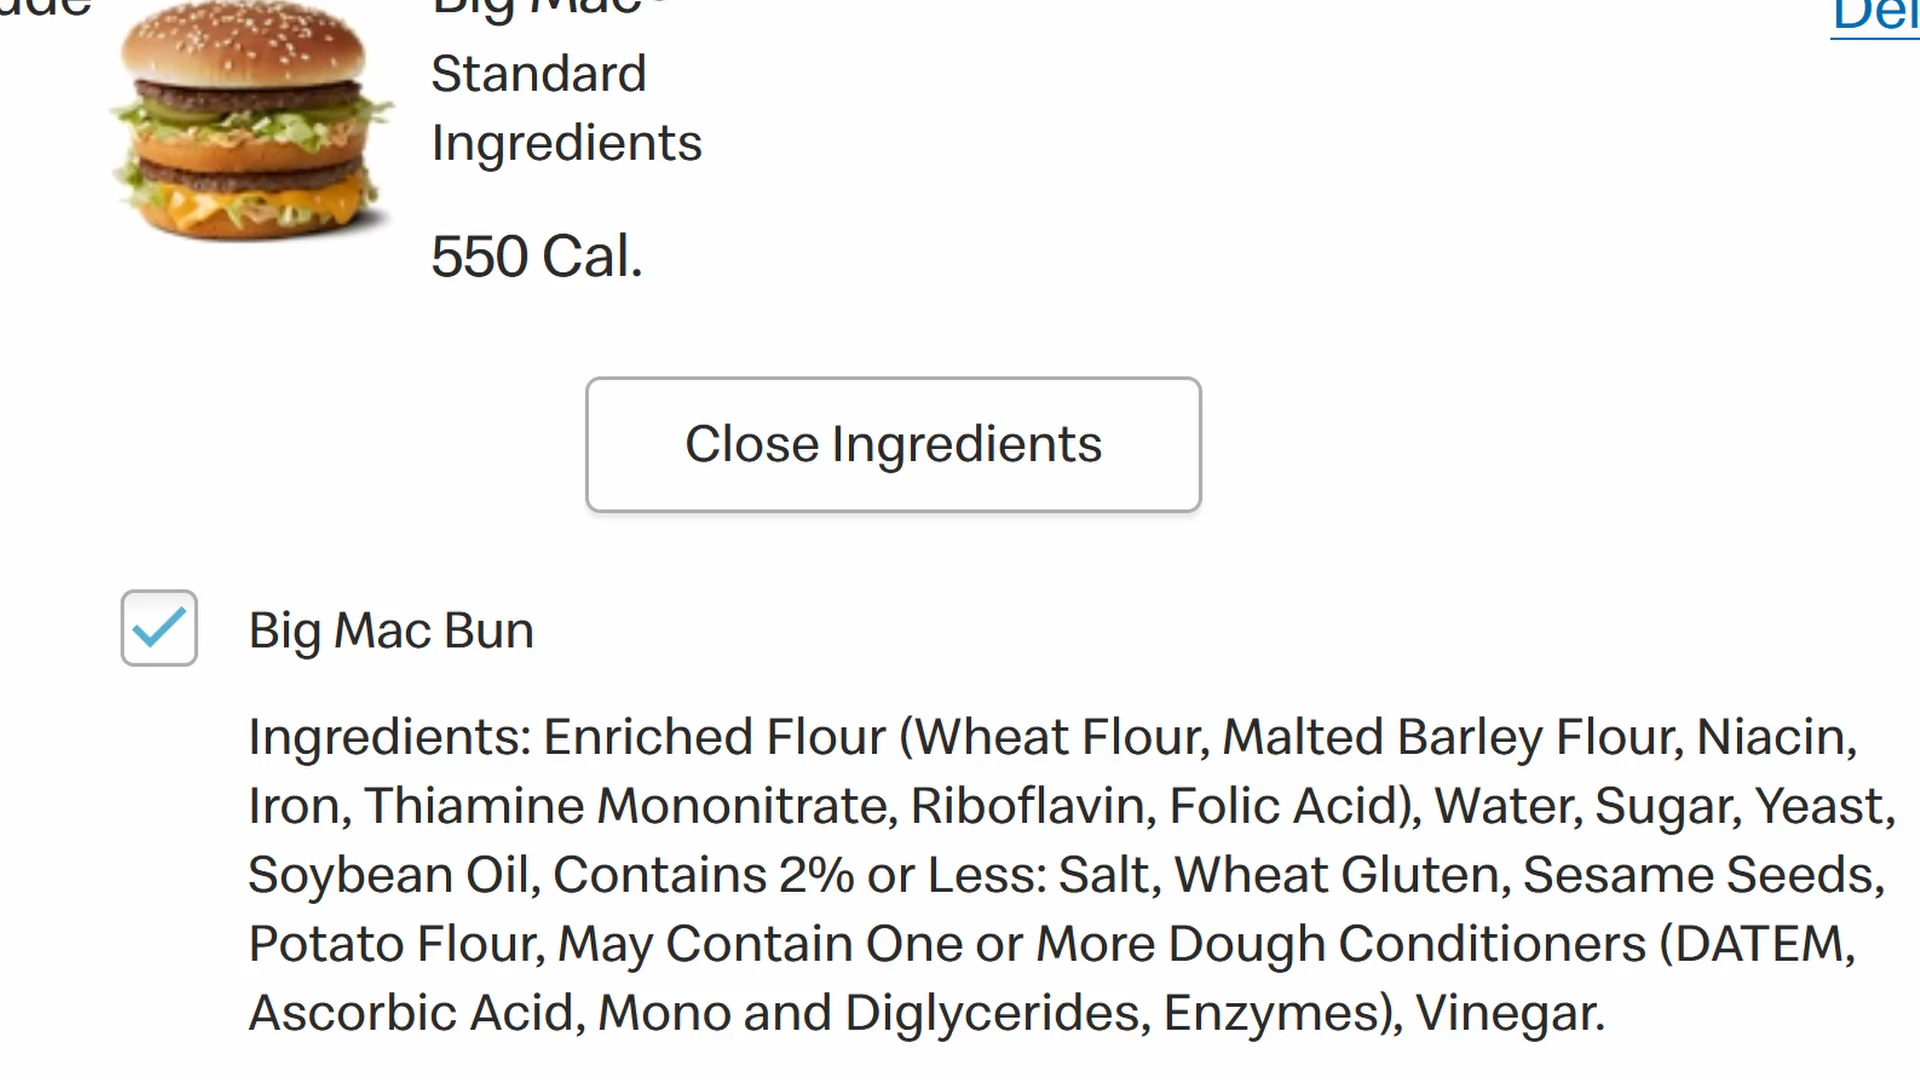 Big Mac®
Standard
Ingredients
550 Cal.
Close Ingredients
Big Mac Bun
Ingredients: Enriched Flour (Wheat Flour, Malted Barley Flour, Niacin,
Iron, Thiamine Mononitrate, Riboflavin, Folic Acid), Water, Sugar, Yeast,
Soybean Oil, Contains 2% or Less: Salt, Wheat Gluten, Sesame Seeds,
Potato Flour, May Contain One or More Dough Conditioners (DATEM,
Ascorbic Acid, Mono and Diglycerides, Enzymes), Vinegar.